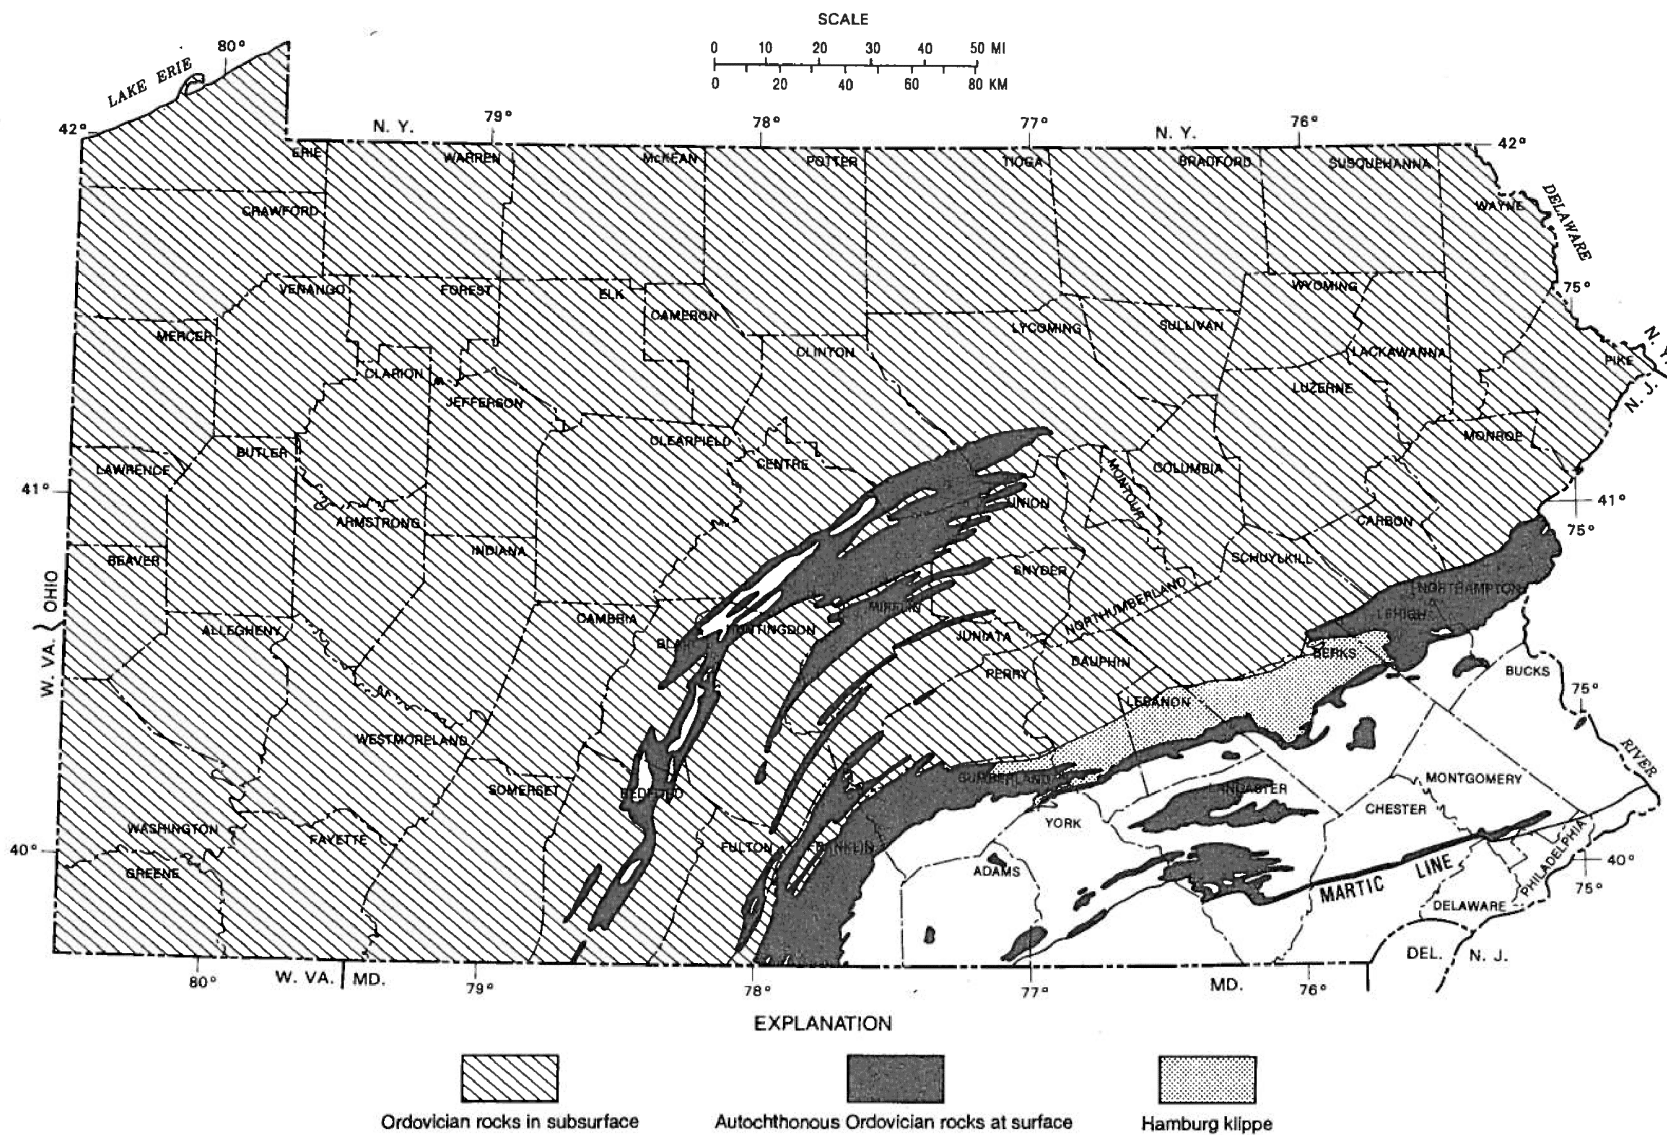 SCALE
0 10 20 30 40 50 MI
0 20 40 60 80 KM
80°
LAKE ERIE
42°
N. Y.
79°
78°
77°
N. Y.
76°
42°
ERIE
WARREN
McKEAN
POTTER
TIOGA
BRADFORD
SUSQUEHANNA
WAYNE
DELAWARE
CRAWFORD
VENANGO
FOREST
ELK
CAMERON
WYOMING
75°
MERCER
CLINTON
LYCOMING
SULLIVAN
LACKAWANNA
PIKE
N. Y.
N. J.
CLARION
JEFFERSON
LUZERNE
CLEARFIELD
CENTRE
MONROE
BUTLER
LAWRENCE
COLUMBIA
MONTOUR
41°
UNION
41°
75°
ARMSTRONG
CARBON
INDIANA
BEAVER
SCHUYLKILL
SNYDER
NORTHAMPTON
OHIO
W. VA.
MIFFLIN
LEHIGH
NORTHUMBERLAND
CAMBRIA
ALLEGHENY
HUNTINGDON
BLAIR
JUNIATA
BERKS
DAUPHIN
PERRY
BUCKS
75°
LEBANON
WESTMORELAND
RIVER
CUMBERLAND
MONTGOMERY
SOMERSET
BEDFORD
LANCASTER
CHESTER
YORK
WASHINGTON
FAYETTE
FULTON
FRANKLIN
PHILADELPHIA
40°
40°
75°
GREENE
ADAMS
MARTIC LINE
DELAWARE
DEL.
N. J.
80°
W. VA.
MD.
79°
78°
77°
MD.
76°
EXPLANATION
Ordovician rocks in subsurface
Autochthonous Ordovician rocks at surface
Hamburg klippe